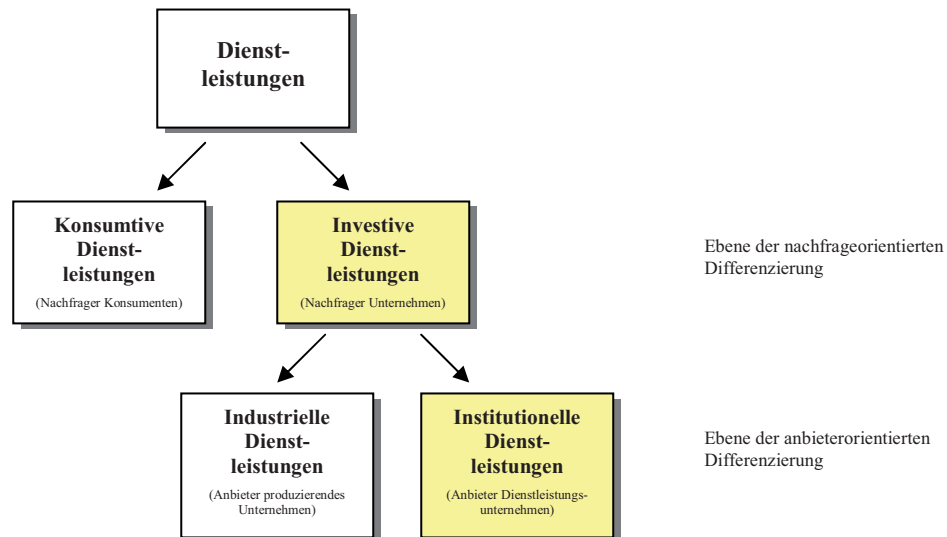 Dienst-
leistungen
Konsumtive
Dienst-
leistungen
(Nachfrager Konsumenten)
Investive
Dienst-
leistungen
(Nachfrager Unternehmen)
Ebene der nachfrageorientierten
Differenzierung
Industrielle
Dienst-
leistungen
(Anbieter produzierendes
Unternehmen)
Institutionelle
Dienst-
leistungen
(Anbieter Dienstleistungs-
unternehmen)
Ebene der anbieterorientierten
Differenzierung